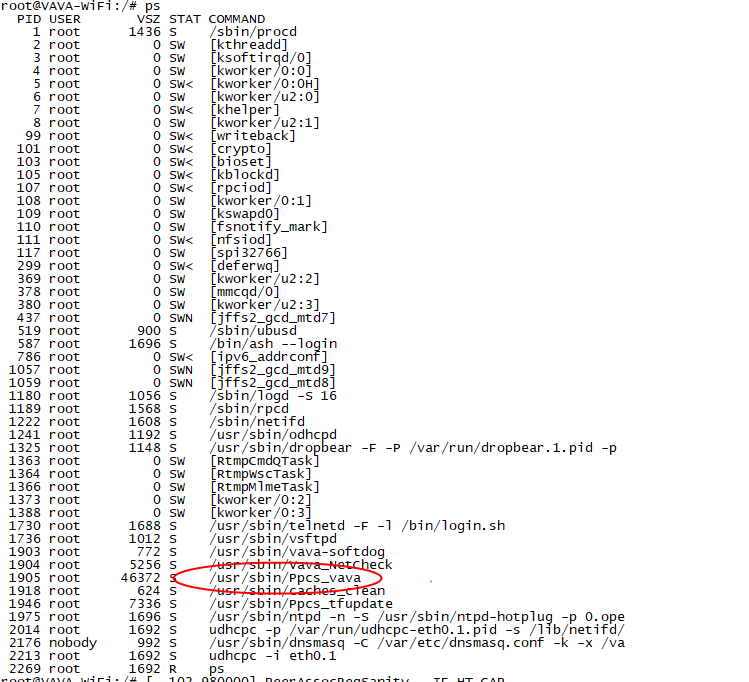 root@VAVA-WiFi:/# ps
PID USER VSZ STAT COMMAND
1 root 1436 S /sbin/procd
2 root 0 SW [kthreadd]
3 root 0 SW [ksoftirqd/0]
4 root 0 SW [kworker/0:0]
5 root 0 SW< [kworker/0:0H]
6 root 0 SW [kworker/u2:0]
7 root 0 SW< [khelper]
8 root 0 SW [kworker/u2:1]
99 root 0 SW< [writeback]
101 root 0 SW< [crypto]
103 root 0 SW< [bioset]
105 root 0 SW< [kblockd]
107 root 0 SW< [rpciod]
108 root 0 SW [kworker/0:1]
109 root 0 SW [kswapd0]
110 root 0 SW [fsnotify_mark]
111 root 0 SW< [nfsiod]
117 root 0 SW [spi32766]
299 root 0 SW< [deferwq]
369 root 0 SW [kworker/u2:2]
378 root 0 SW [mmcqd/0]
380 root 0 SW [kworker/u2:3]
437 root 0 SWN [jffs2_gcd_mtd7]
519 root 900 S /sbin/ubusd
587 root 1696 S /bin/ash --login
786 root 0 SW< [ipv6_addrconf]
1057 root 0 SWN [jffs2_gcd_mtd9]
1059 root 0 SWN [jffs2_gcd_mtd8]
1180 root 1056 S /sbin/logd -S 16
1189 root 1568 S /sbin/rpcd
1222 root 1608 S /sbin/netifd
1241 root 1192 S /usr/sbin/odhcpd
1325 root 1148 S /usr/sbin/dropbear -F -P /var/run/dropbear.1.pid -p
1363 root 0 SW [RtmpCmdQTask]
1364 root 0 SW [RtmpWscTask]
1366 root 0 SW [RtmpMlmeTask]
1373 root 0 SW [kworker/0:2]
1388 root 0 SW [kworker/0:3]
1730 root 1688 S /usr/sbin/telnetd -F -l /bin/login.sh
1736 root 1012 S /usr/sbin/vsftpd
1903 root 772 S /usr/sbin/vava-softdog
1904 root 5256 S /usr/sbin/Vava_NetCheck
1905 root 46372 S /usr/sbin/Ppcs_vava
1918 root 624 S /usr/sbin/caches_clean
1946 root 7336 S /usr/sbin/Ppcs_tfupdate
1975 root 1696 S /usr/sbin/ntpd -n -S /usr/sbin/ntpd-hotplug -p 0.ope
2014 root 1692 S udhcpc -p /var/run/udhcpc-eth0.1.pid -s /lib/netifd/
2176 nobody 992 S /usr/sbin/dnsmasq -C /var/etc/dnsmasq.conf -k -x /va
2213 root 1692 S udhcpc -i eth0.1
2269 root 1692 R ps
root@VAVA-WiFi:/# [ 102.980000] PeerAssocReqSanity - IE_HT_CAP